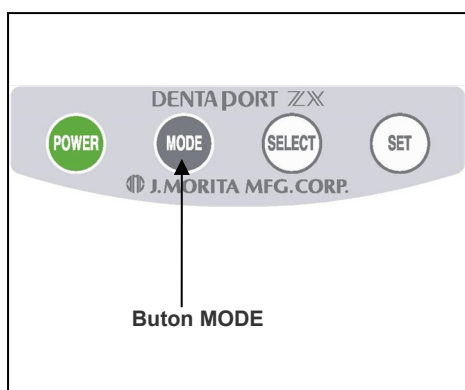 DENTAPORT ZX
POWER MODE SELECT SET
J.MORITA MFG.CORP.
Buton MODE